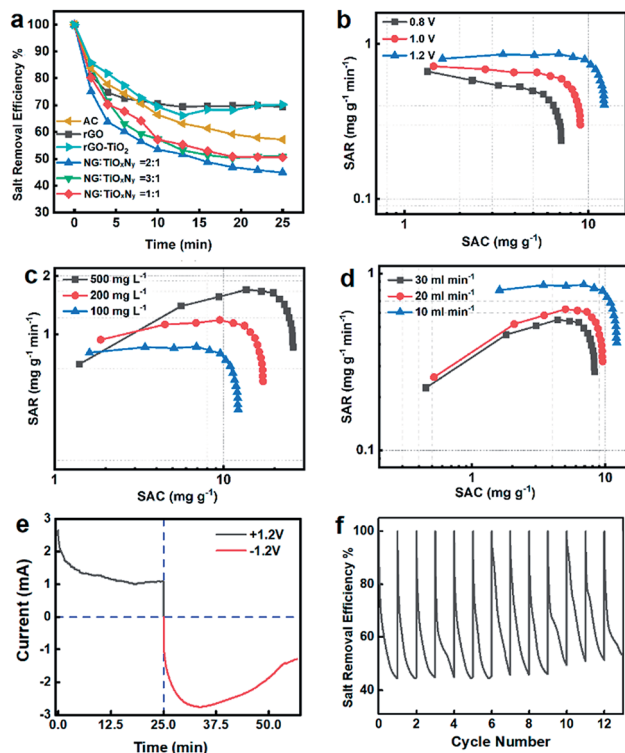 a
Salt Removal Efficiency %
100
90
80
70
60
50
40
30
AC
rGO
rGO-TiO₂
NG:TiOₓNᵧ =2:1
NG:TiOₓNᵧ =3:1
NG:TiOₓNᵧ =1:1
0 5 10 15 20 25
Time (min)
b
SAR (mg g⁻¹ min⁻¹)
1
0.1
0.8 V
1.0 V
1.2 V
1 10
SAC (mg g⁻¹)
c
SAR (mg g⁻¹ min⁻¹)
2
1
500 mg L⁻¹
200 mg L⁻¹
100 mg L⁻¹
1 10
SAC (mg g⁻¹)
d
SAR (mg g⁻¹ min⁻¹)
1
0.1
30 ml min⁻¹
20 ml min⁻¹
10 ml min⁻¹
1 10
SAC (mg g⁻¹)
e
Current (mA)
3
2
1
0
-1
-2
-3
+1.2V
-1.2V
0.0 12.5 25.0 37.5 50.0
Time (min)
f
Salt Removal Efficiency %
100
80
60
40
0 2 4 6 8 10 12
Cycle Number